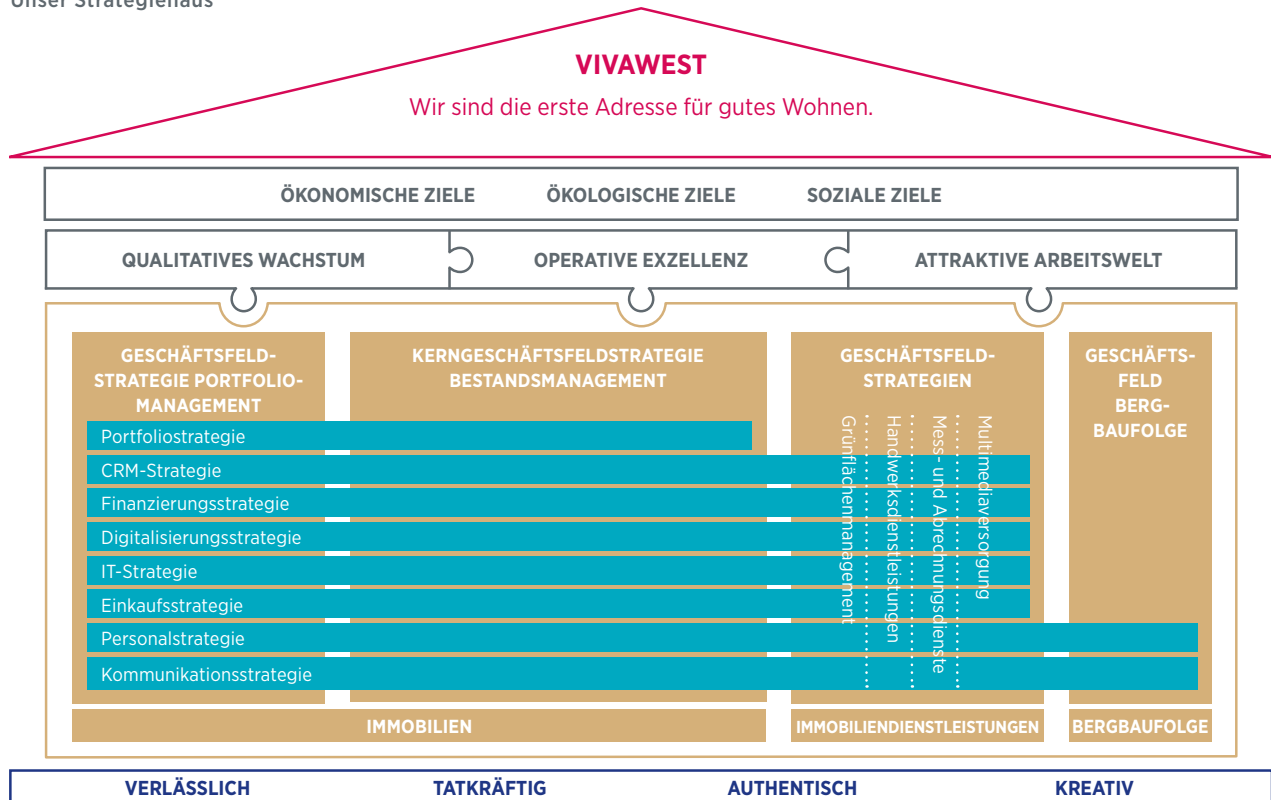 Unser Strategiehaus
VIVAWEST
Wir sind die erste Adresse für gutes Wohnen.
ÖKONOMISCHE ZIELE ÖKOLOGISCHE ZIELE SOZIALE ZIELE
QUALITATIVES WACHSTUM OPERATIVE EXZELLENZ ATTRAKTIVE ARBEITSWELT
GESCHÄFTSFELD-
STRATEGIE PORTFOLIO-
MANAGEMENT
KERNGESCHÄFTSFELDSTRATEGIE
BESTANDSMANAGEMENT
GESCHÄFTSFELD-
STRATEGIEN
GESCHÄFTS-
FELD
BERG-
BAUFOLGE
Portfoliostrategie
CRM-Strategie
Finanzierungsstrategie
Digitalisierungsstrategie
IT-Strategie
Einkaufsstrategie
Personalstrategie
Kommunikationsstrategie
Grünflächenmanagement
Handwerksdienstleistungen
Mess- und Abrechnungsdienste
Multimediaversorgung
IMMOBILIEN IMMOBILIENDIENSTLEISTUNGEN BERGBAUFOLGE
VERLÄSSLICH TATKRÄFTIG AUTHENTISCH KREATIV